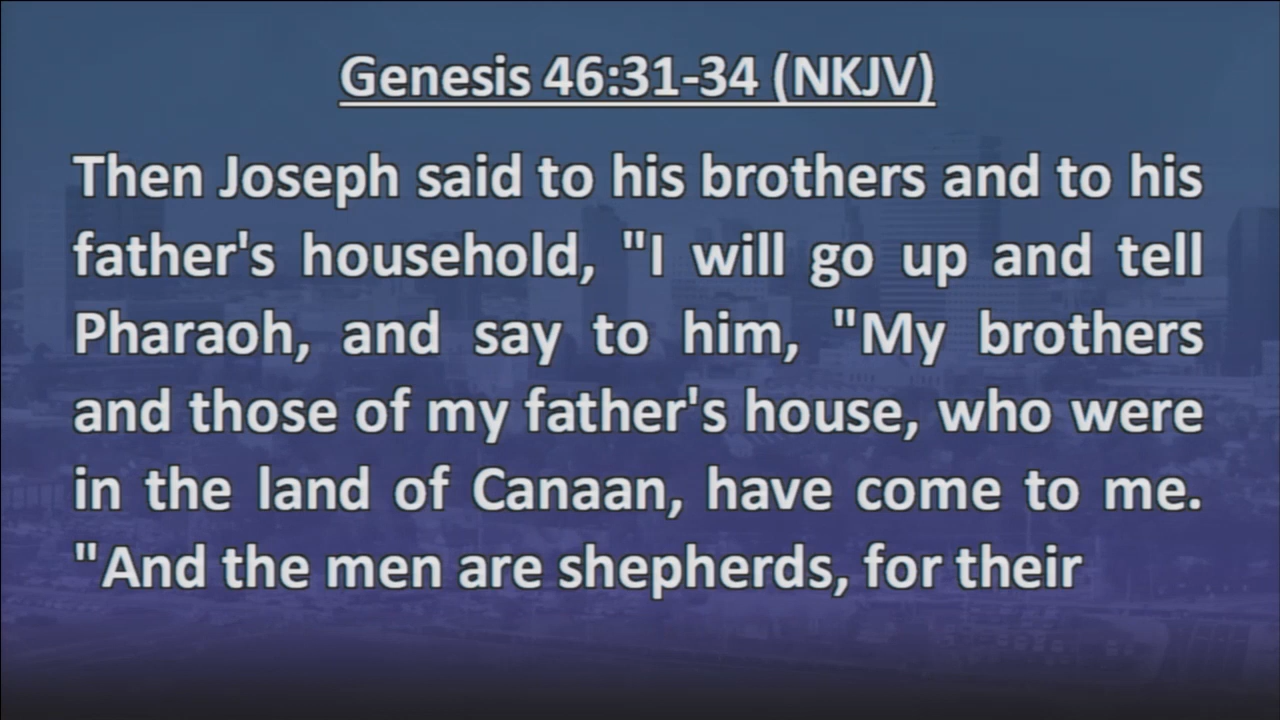 Genesis 46:31-34 (NKJV)
Then Joseph said to his brothers and to his
father's household, "I will go up and tell
Pharaoh, and say to him, "My brothers
and those of my father's house, who were
in the land of Canaan, have come to me.
"And the men are shepherds, for their